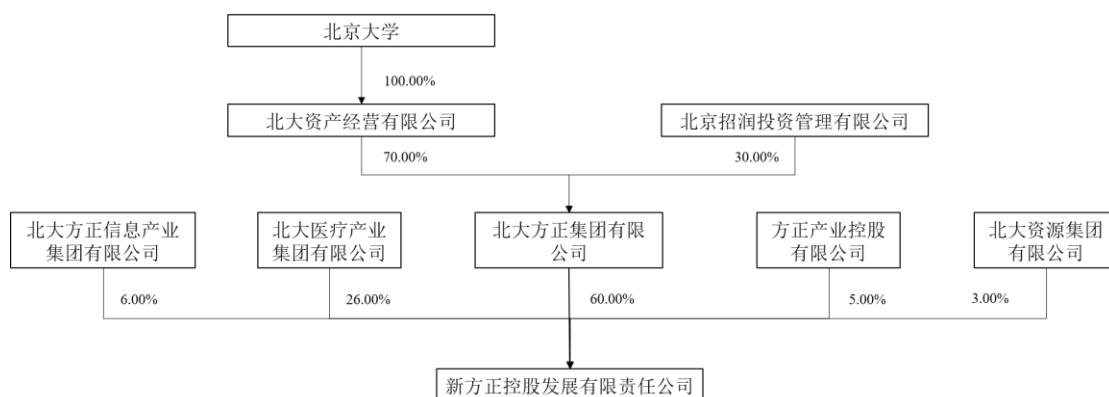 北京大学
100.00%
北大资产经营有限公司
北京招润投资管理有限公司
70.00%
30.00%
北大方正信息产业
集团有限公司
北大医疗产业
集团有限公司
北大方正集团有限
公司
方正产业控股
有限公司
北大资源集团
有限公司
6.00%
26.00%
60.00%
5.00%
3.00%
新方正控股发展有限责任公司